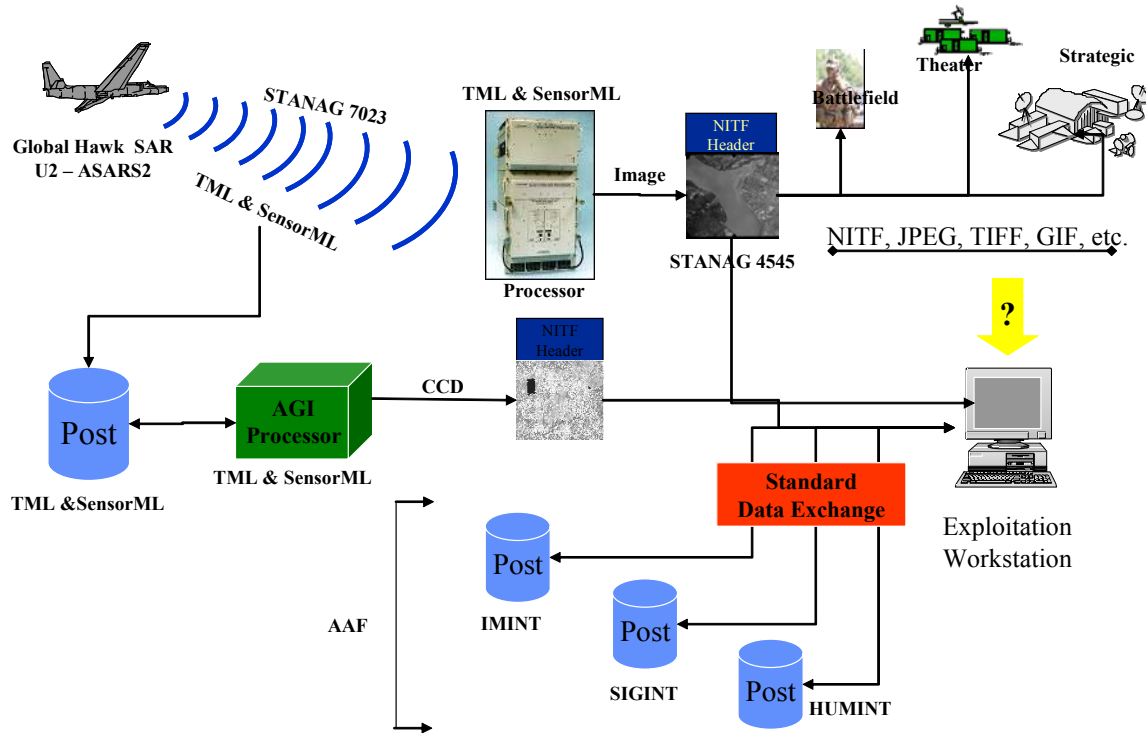 Global Hawk  SAR
U2 – ASARS2
STANAG 7023
TML & SensorML
TML & SensorML
Processor
Image
NITF
Header
STANAG 4545
Battlefield
Theater
Strategic
NITF, JPEG, TIFF, GIF, etc.
?
Post
TML &SensorML
AGI
Processor
TML & SensorML
CCD
NITF
Header
Standard
Data Exchange
Exploitation
Workstation
AAF
Post
IMINT
Post
SIGINT
Post
HUMINT